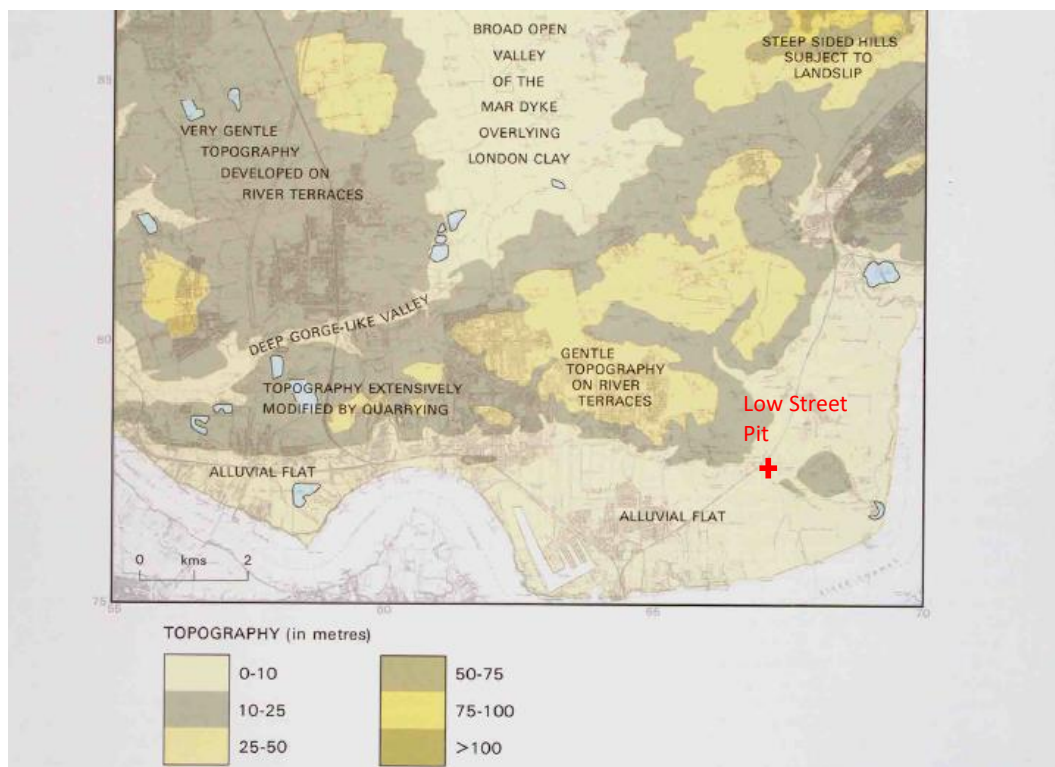 BROAD OPEN
VALLEY
OF THE
MAR DYKE
OVERLYING
LONDON CLAY
STEEP SIDED HILLS
SUBJECT TO
LANDSLIP
85
VERY GENTLE
TOPOGRAPHY
DEVELOPED ON
RIVER TERRACES
80
DEEP GORGE-LIKE VALLEY
TOPOGRAPHY EXTENSIVELY
MODIFIED BY QUARRYING
GENTLE
TOPOGRAPHY
ON RIVER
TERRACES
Low Street
Pit
ALLUVIAL FLAT
ALLUVIAL FLAT
0 kms 2
75
55
60
65
70
TOPOGRAPHY (in metres)
0-10
10-25
25-50
50-75
75-100
>100